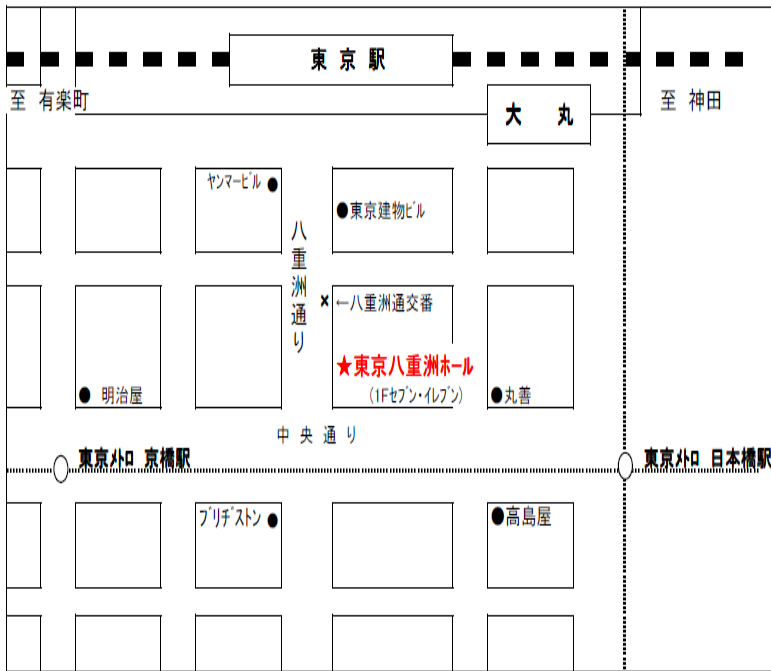 東 京 駅
至 有楽町
大 丸
至 神田
ﾔﾝﾏｰﾋﾞﾙ ●
●東京建物ﾋﾞﾙ
八重洲通り
× ←八重洲通交番
★東京八重洲ﾎｰﾙ
(1Fｾﾌﾞﾝ･ｲﾚﾌﾞﾝ)
● 明治屋
●丸善
中 央 通 り
東京ﾒﾄﾛ 京橋駅
東京ﾒﾄﾛ 日本橋駅
ﾌﾞﾘﾁﾞｽﾄﾝ ●
●高島屋